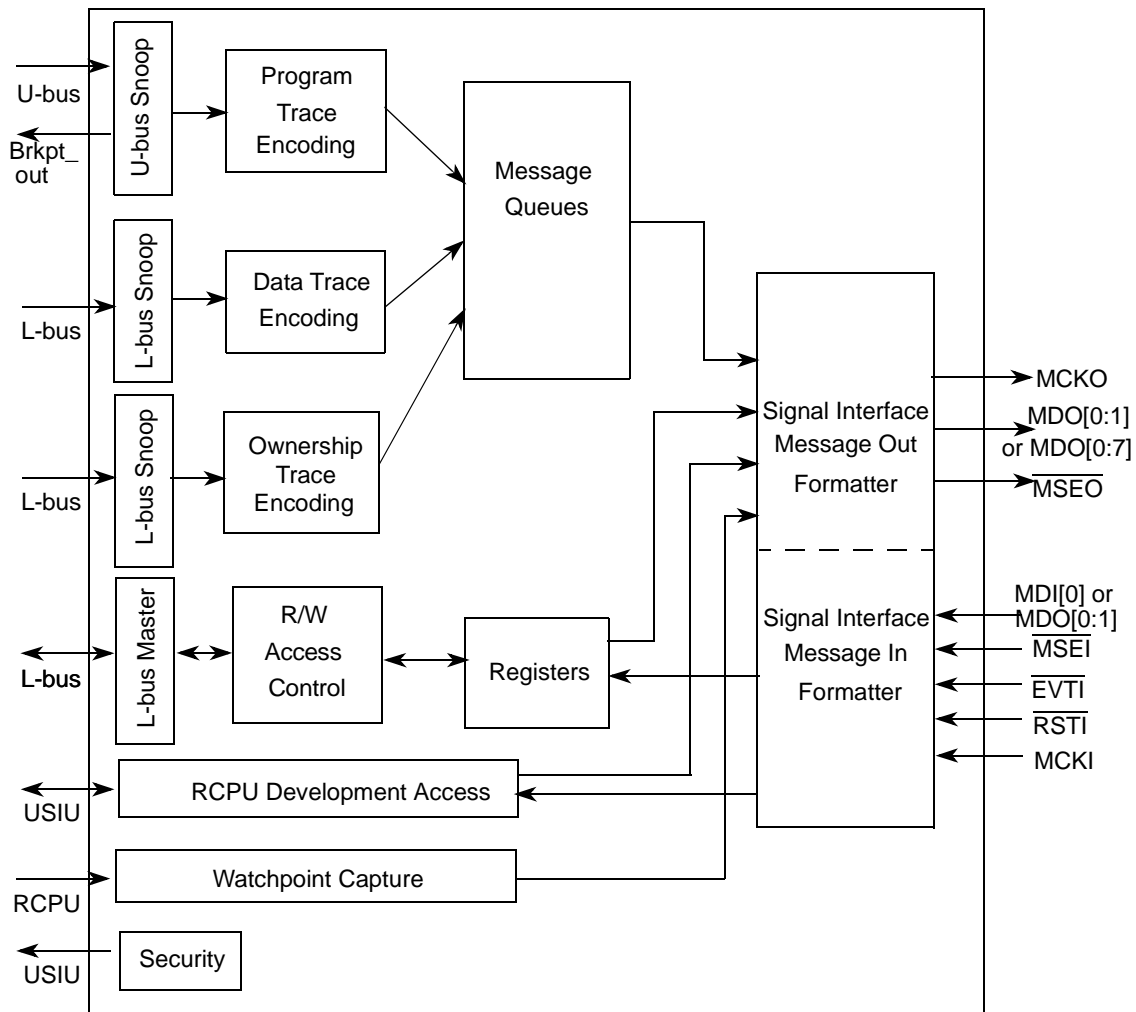 U-bus
Brkpt_
out
U-bus Snoop
Program
Trace
Encoding
Message
Queues
L-bus
L-bus Snoop
Data Trace
Encoding
L-bus
L-bus Snoop
Ownership
Trace
Encoding
L-bus
L-bus Master
R/W
Access
Control
Registers
USIU
RCPU Development Access
RCPU
Watchpoint Capture
USIU
Security
Signal Interface
Message Out
Formatter
Signal Interface
Message In
Formatter
MCKO
MDO[0:1]
or MDO[0:7]
MSEO
MDI[0] or
MDO[0:1]
MSEI
EVTI
RSTI
MCKI